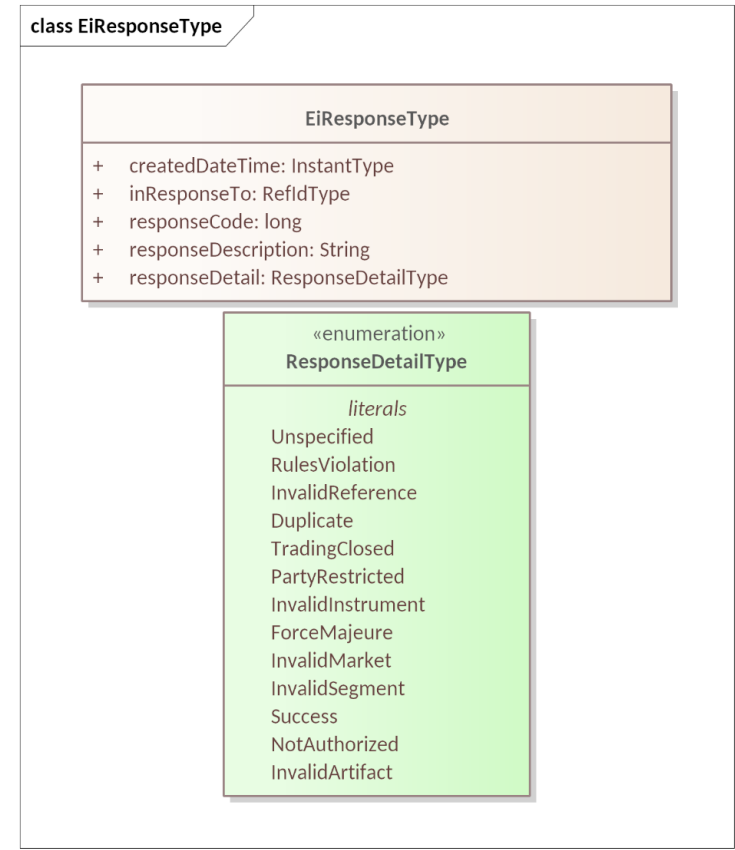 class EiResponseType
EiResponseType
+ createdDateTime: InstantType
+ inResponseTo: RefIdType
+ responseCode: long
+ responseDescription: String
+ responseDetail: ResponseDetailType
«enumeration»
ResponseDetailType
literals
Unspecified
RulesViolation
InvalidReference
Duplicate
TradingClosed
PartyRestricted
InvalidInstrument
ForceMajeure
InvalidMarket
InvalidSegment
Success
NotAuthorized
InvalidArtifact